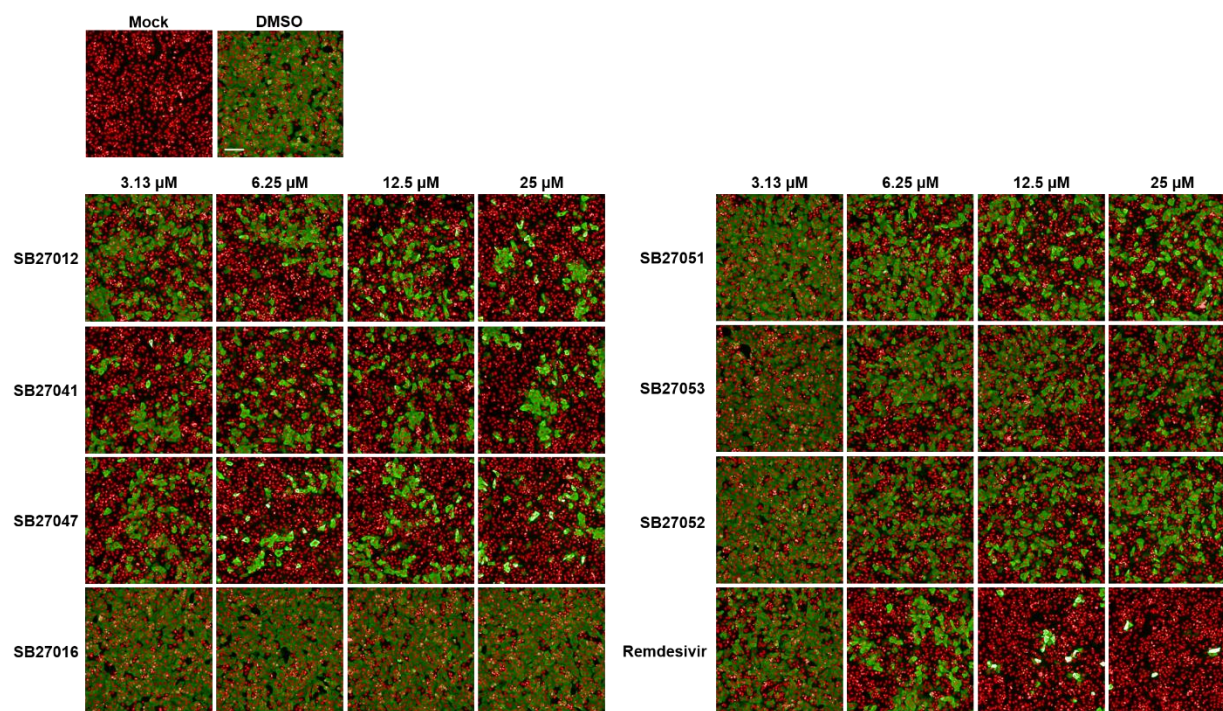 Mock DMSO
3.13 µM 6.25 µM 12.5 µM 25 µM
SB27012
SB27041
SB27047
SB27016
3.13 µM 6.25 µM 12.5 µM 25 µM
SB27051
SB27053
SB27052
Remdesivir